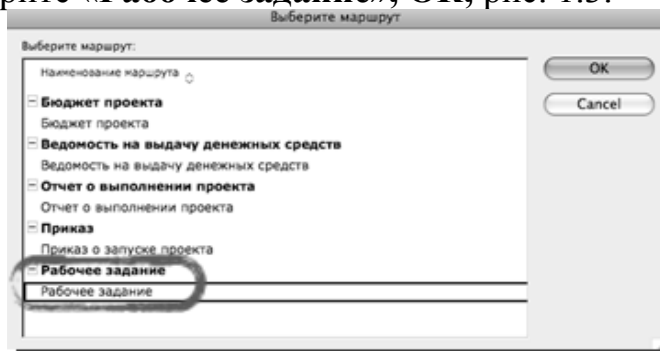 рите «Рабочее задание», ОК, рис. 1.5.
Выберите маршрут
Выберите маршрут:
Наименование маршрута
Бюджет проекта
Бюджет проекта
Ведомость на выдачу денежных средств
Ведомость на выдачу денежных средств
Отчет о выполнении проекта
Отчет о выполнении проекта
Приказ
Приказ о запуске проекта
Рабочее задание
Рабочее задание
OK
Cancel